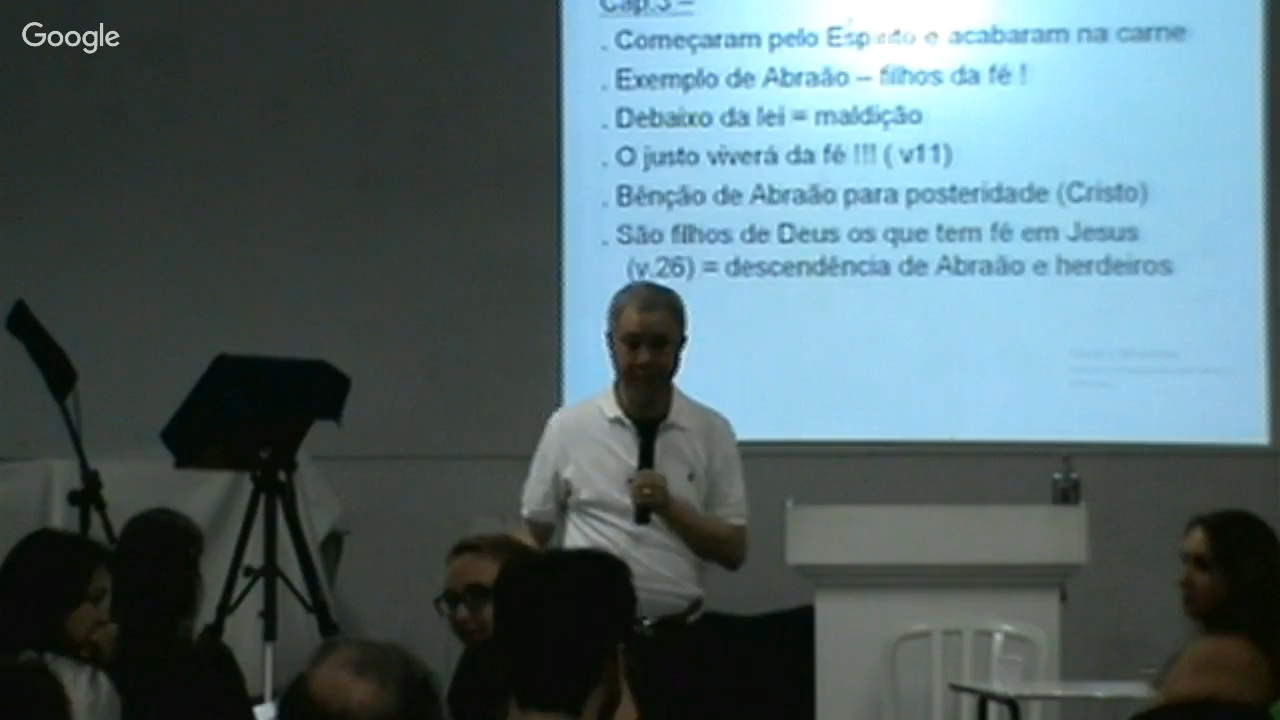 Google
Cap.3 –
. Começaram pelo Espírito e acabaram na carne
. Exemplo de Abraão – filhos da fé !
. Debaixo da lei = maldição
. O justo viverá da fé !!! ( v11)
. Bênção de Abraão para posteridade (Cristo)
. São filhos de Deus os que tem fé em Jesus
(v.26) = descendência de Abraão e herdeiros